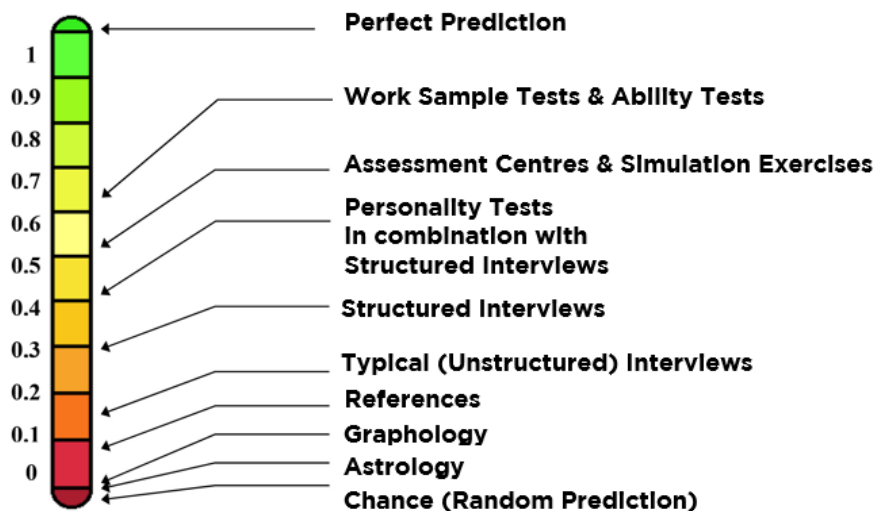 Perfect Prediction
1
0.9
Work Sample Tests & Ability Tests
0.8
Assessment Centres & Simulation Exercises
0.7
Personality Tests
0.6
in combination with
0.5
Structured Interviews
0.4
Structured Interviews
0.3
Typical (Unstructured) Interviews
0.2
References
0.1
Graphology
0
Astrology
Chance (Random Prediction)